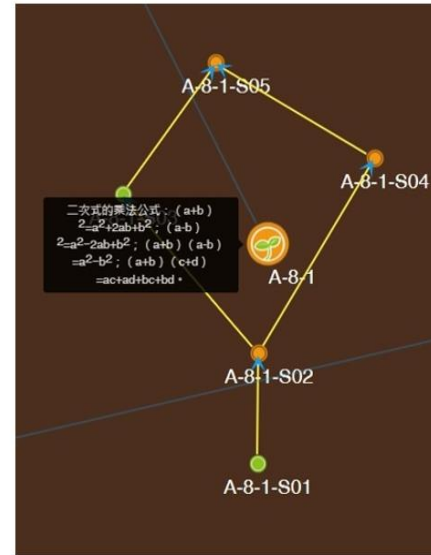 A-8-1-S05
A-8-1-S04
二次式的乘法公式：（a+b）
²=a²+2ab+b²；（a-b）
²=a²-2ab+b²；（a+b）（a-b）
=a²-b²；（a+b）（c+d）
=ac+ad+bc+bd。
A-8-1
A-8-1-S02
A-8-1-S01